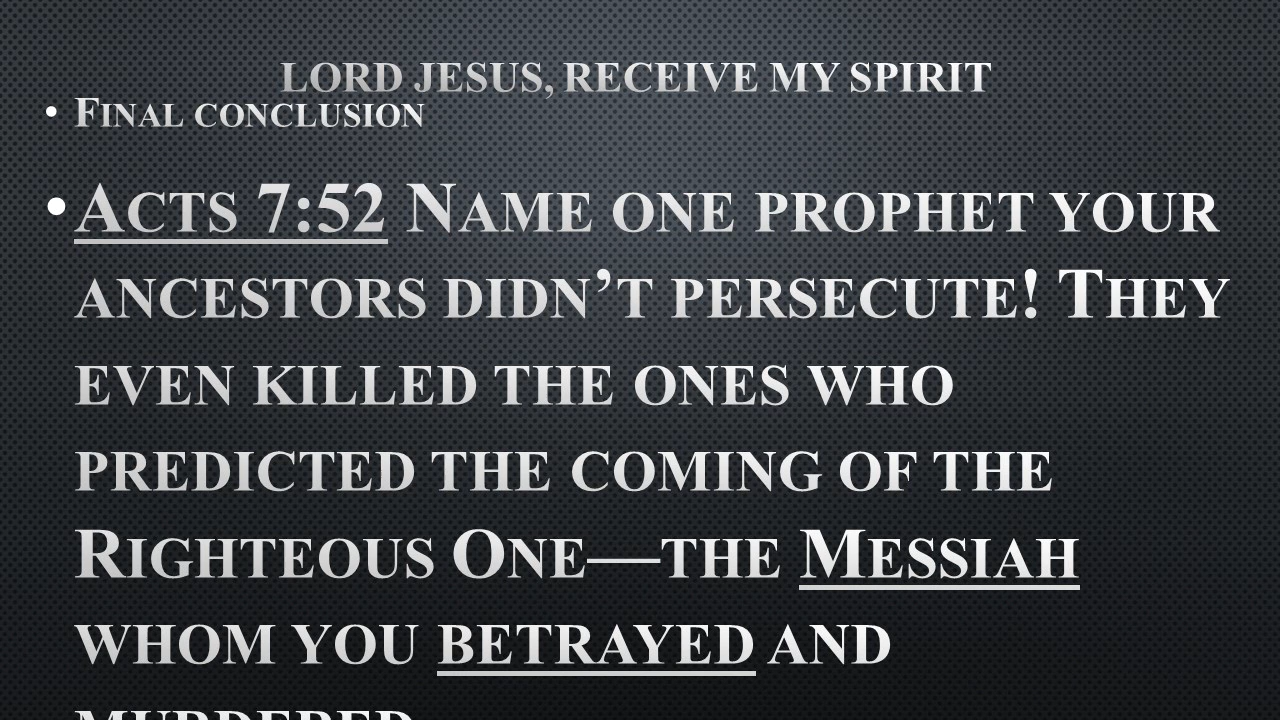 LORD JESUS, RECEIVE MY SPIRIT
• Final conclusion
• Acts 7:52 Name one prophet your
ancestors didn’t persecute! They
even killed the ones who
predicted the coming of the
Righteous One—the Messiah
whom you betrayed and
murdered